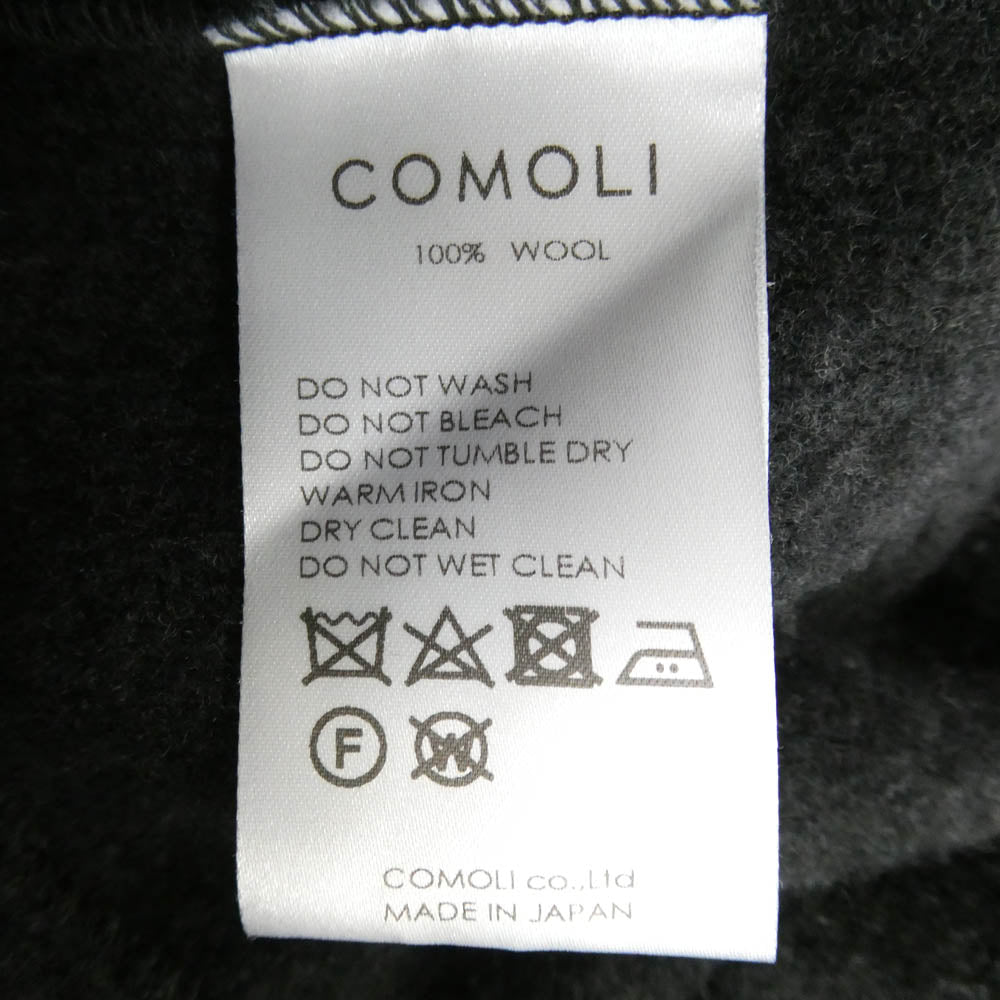 COMOLI
100% WOOL
DO NOT WASH
DO NOT BLEACH
DO NOT TUMBLE DRY
WARM IRON
DRY CLEAN
DO NOT WET CLEAN
F W
COMOLI co.,Ltd
MADE IN JAPAN